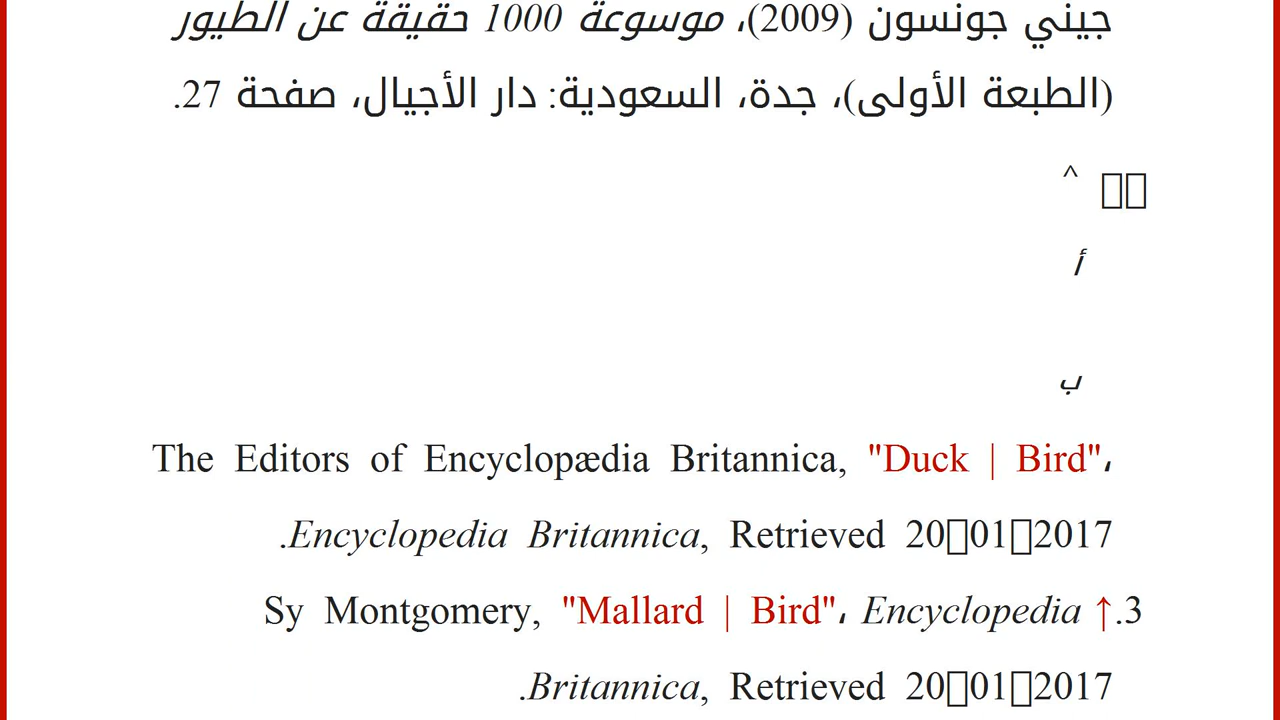 جيني جونسون (2009)، موسوعة 1000 حقيقة عن الطيور
(الطبعة الأولى)، جدة، السعودية: دار الأجيال، صفحة 27.
^
أ
ب
The Editors of Encyclopædia Britannica, "Duck | Bird"،
Encyclopedia Britannica, Retrieved 20▯01▯2017.
3.↑ Sy Montgomery, "Mallard | Bird"، Encyclopedia
Britannica, Retrieved 20▯01▯2017.